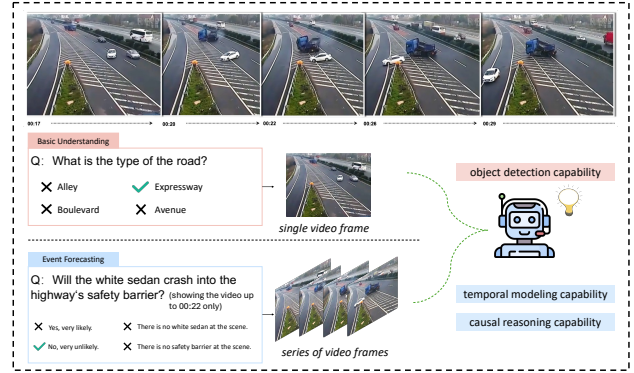 00:17
00:20
00:22
00:26
00:29
Basic Understanding
Q: What is the type of the road?
Alley
Expressway
Boulevard
Avenue
single video frame
object detection capability
Event Forecasting
Q: Will the white sedan crash into the
highway's safety barrier? (showing the video up
to 00:22 only)
Yes, very likely.
There is no white sedan at the scene.
No, very unlikely.
There is no safety barrier at the scene.
series of video frames
temporal modeling capability
causal reasoning capability